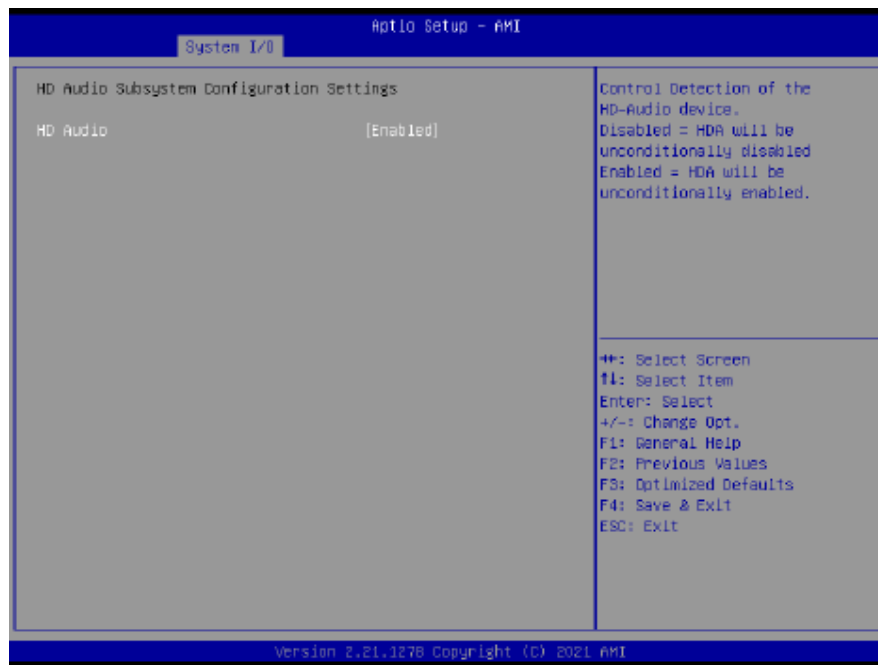 Aptio Setup - AMI
System I/O
HD Audio Subsystem Configuration Settings
HD Audio [Enabled]
Control Detection of the
HD-Audio device.
Disabled = HDA will be
unconditionally disabled
Enabled = HDA will be
unconditionally enabled.
→←: Select Screen
↑↓: Select Item
Enter: Select
+/-: Change Opt.
F1: General Help
F2: Previous Values
F3: Optimized Defaults
F4: Save & Exit
ESC: Exit
Version 2.21.1278 Copyright (C) 2021 AMI